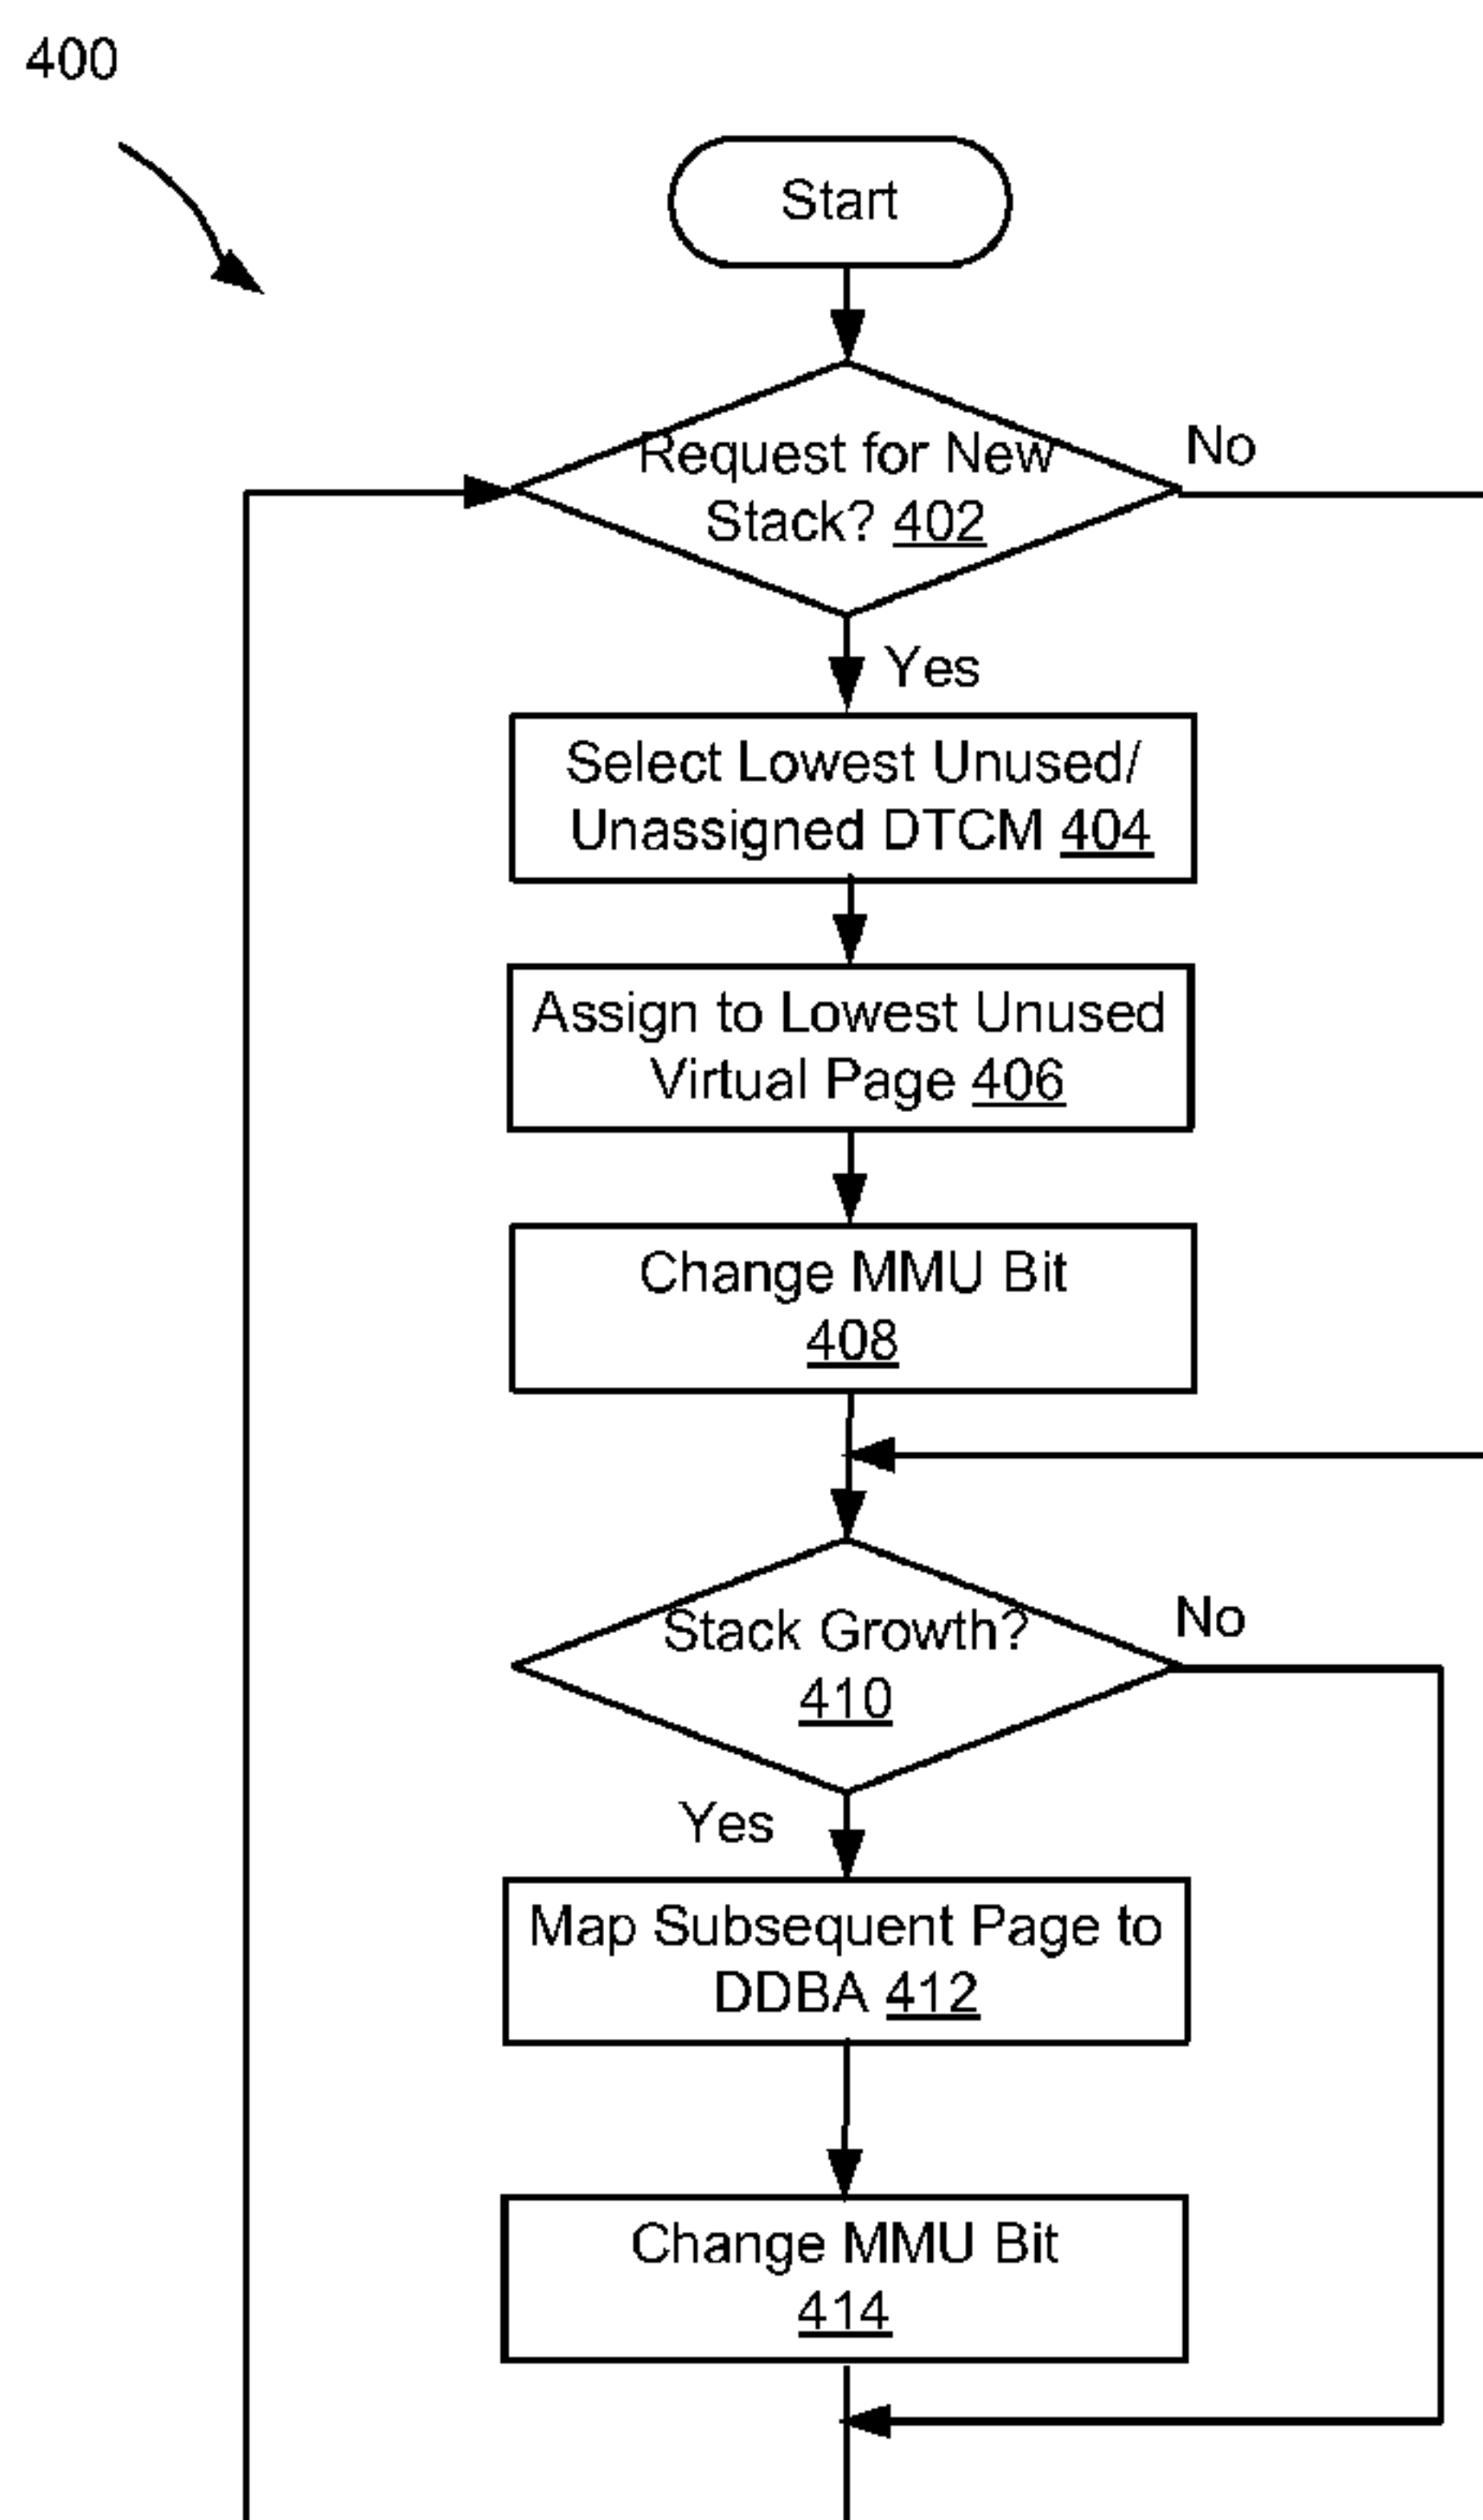 400
Start
Request for New
Stack? 402
No
Yes
Select Lowest Unused/
Unassigned DTCM 404
Assign to Lowest Unused
Virtual Page 406
Change MMU Bit
408
Stack Growth?
410
No
Yes
Map Subsequent Page to
DDBA 412
Change MMU Bit
414